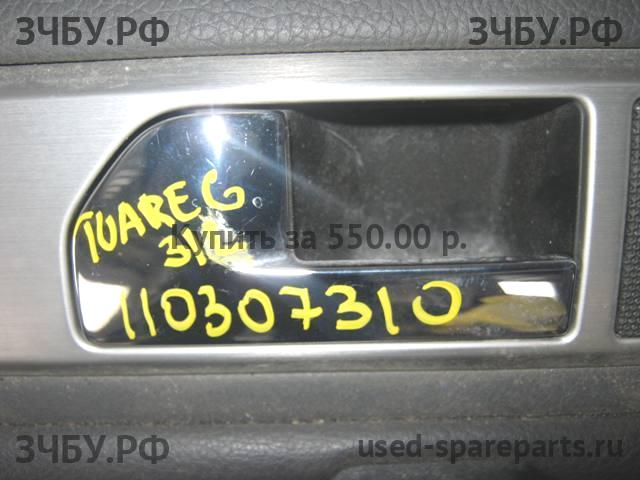 ЗЧБУ.РФ ЗЧБУ.РФ
TUAREG
Купить за 550.00 р.
110307310
ЗЧБУ.РФ used-spareparts.ru